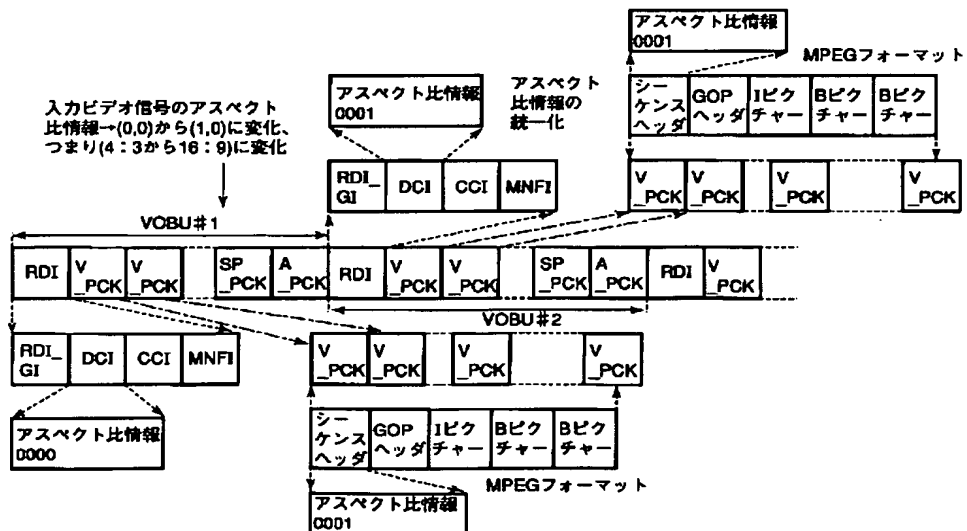 アスペクト比情報
0001
MPEGフォーマット
アスペクト比情報
0001
アスペクト
比情報の
統一化
シー
ケンス
ヘッダ
GOP
ヘッダ
Iピク
チャー
Bピク
チャー
Bピク
チャー
入力ビデオ信号のアスペクト
比情報→(0,0)から(1,0)に変化、
つまり(4：3から16：9)に変化
RDI_
GI
DCI
CCI
MNFI
V
_PCK
V
_PCK
V
_PCK
V
_PCK
VOBU#1
RDI
V
_PCK
V
_PCK
SP
_PCK
A
_PCK
RDI
V
_PCK
V
_PCK
SP
_PCK
A
_PCK
RDI
V
_PCK
VOBU#2
RDI_
GI
DCI
CCI
MNFI
V
_PCK
V
_PCK
V
_PCK
V
_PCK
アスペクト比情報
0000
シー
ケンス
ヘッダ
GOP
ヘッダ
Iピク
チャー
Bピク
チャー
Bピク
チャー
MPEGフォーマット
アスペクト比情報
0001